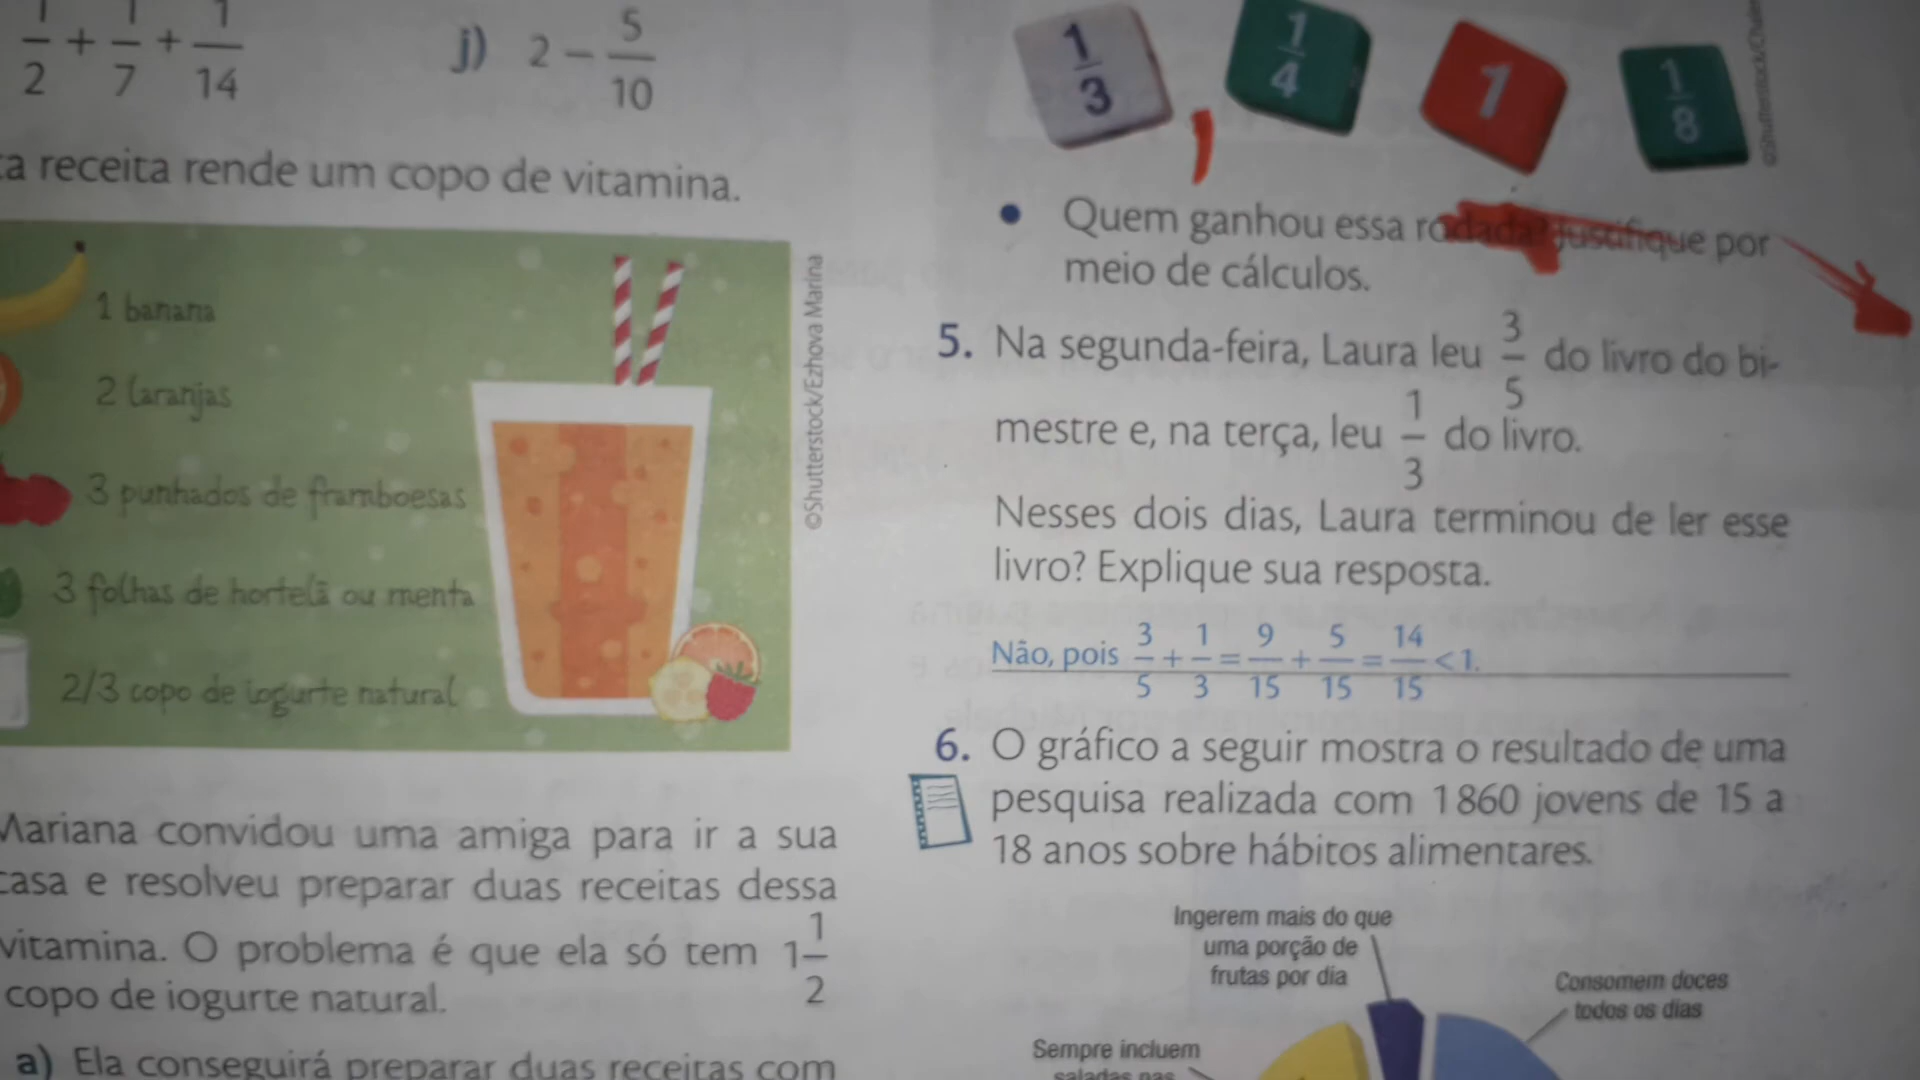 1/2 + 1/7 + 1/14
j) 2 – 5/10
receita rende um copo de vitamina.
1 banana
2 laranjas
3 punhados de framboesas
3 folhas de hortelã ou menta
2/3 copo de iogurte natural
©Shutterstock/Ezhova Marina
Mariana convidou uma amiga para ir a sua
casa e resolveu preparar duas receitas dessa
vitamina. O problema é que ela só tem 1 1/2
copo de iogurte natural.
a) Ela conseguirá preparar duas receitas com
1/3
1/4
1
1/8
• Quem ganhou essa rodada? Justifique por
meio de cálculos.
5. Na segunda-feira, Laura leu 3/5 do livro do bi-
mestre e, na terça, leu 1/3 do livro.
Nesses dois dias, Laura terminou de ler esse
livro? Explique sua resposta.
Não, pois 3/5 + 1/3 = 9/15 + 5/15 = 14/15 < 1.
6. O gráfico a seguir mostra o resultado de uma
pesquisa realizada com 1 860 jovens de 15 a
18 anos sobre hábitos alimentares.
Ingerem mais do que
uma porção de
frutas por dia
Consomem doces
todos os dias
Sempre incluem
saladas nas